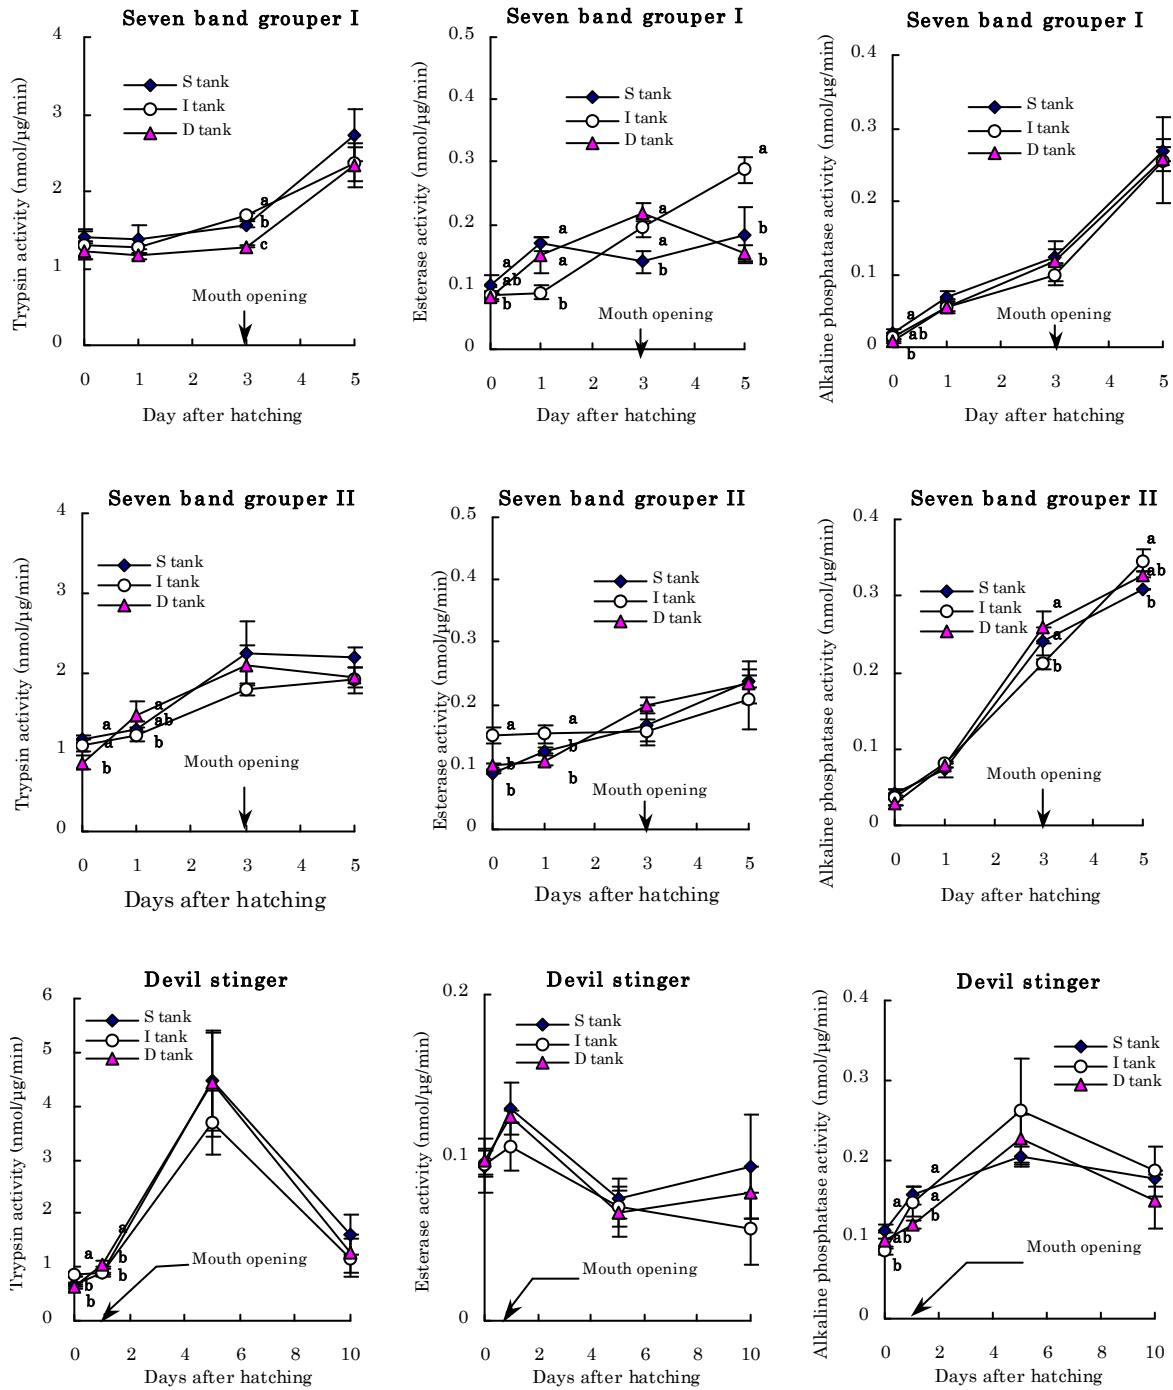 Seven band grouper I
Trypsin activity (nmol/µg/min)
4
3
2
1
0
S tank
I tank
D tank
a
b
c
Mouth opening
0 1 2 3 4 5
Day after hatching
Seven band grouper I
Esterase activity (nmol/µg/min)
0.5
0.4
0.3
0.2
0.1
0
S tank
I tank
D tank
a
ab
b
a
a
b
a
a
b
a
b
b
Mouth opening
0 1 2 3 4 5
Day after hatching
Seven band grouper I
Alkaline phosphatase activity (nmol/µg/min)
0.4
0.3
0.2
0.1
0
S tank
I tank
D tank
a
ab
b
Mouth opening
0 1 2 3 4 5
Day after hatching
Seven band grouper II
Trypsin activity (nmol/µg/min)
4
3
2
1
0
S tank
I tank
D tank
a
a
b
a
ab
b
Mouth opening
0 1 2 3 4 5
Days after hatching
Seven band grouper II
Esterase activity (nmol/µg/min)
0.5
0.4
0.3
0.2
0.1
0
S tank
I tank
D tank
a
b
b
a
b
b
Mouth opening
0 1 2 3 4 5
Days after hatching
Seven band grouper II
Alkaline phosphatase activity (nmol/µg/min)
0.4
0.3
0.2
0.1
0
S tank
I tank
D tank
a
a
b
a
ab
b
Mouth opening
0 1 2 3 4 5
Day after hatching
Devil stinger
Trypsin activity (nmol/µg/min)
6
5
4
3
2
1
0
S tank
I tank
D tank
a
b
b
a
b
b
Mouth opening
0 2 4 6 8 10
Days after hatching
Devil stinger
Esterase activity (nmol/µg/min)
0.2
0.1
0
S tank
I tank
D tank
Mouth opening
0 2 4 6 8 10
Days after hatching
Devil stinger
Alkaline phosphatase activity (nmol/µg/min)
0.4
0.3
0.2
0.1
0
S tank
I tank
D tank
a
ab
b
a
a
b
Mouth opening
0 2 4 6 8 10
Days after hatching